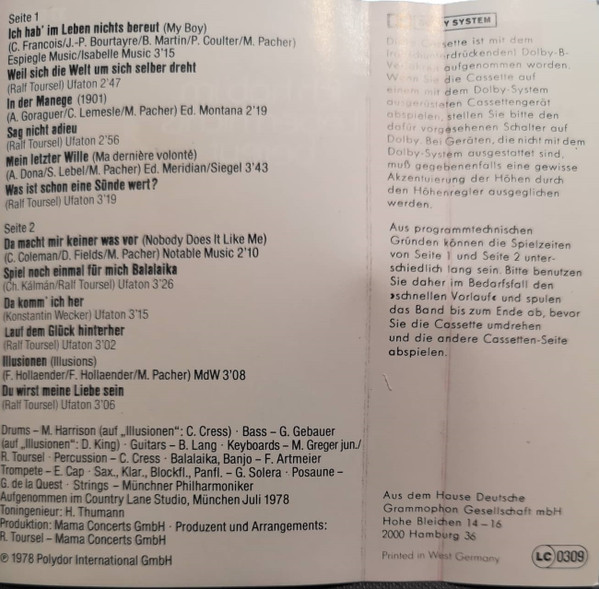 Seite 1
Ich hab' im Leben nichts bereut (My Boy)
(C. Francois/J.-P. Bourtayre/B. Martin/P. Coulter/M. Pacher)
Espiegle Music/Isabelle Music 3'15
Weil sich die Welt um sich selber dreht
(Ralf Toursel) Ufaton 2'47
In der Manege (1901)
(A. Goraguer/C. Lemesle/M. Pacher) Ed. Montana 2'19
Sag nicht adieu
(Ralf Toursel) Ufaton 2'56
Mein letzter Wille (Ma dernière volonté)
(A. Dona/S. Lebel/M. Pacher) Ed. Meridian/Siegel 3'43
Was ist schon eine Sünde wert?
(Ralf Toursel) Ufaton 3'19
Seite 2
Da macht mir keiner was vor (Nobody Does It Like Me)
(C. Coleman/D. Fields/M. Pacher) Notable Music 2'10
Spiel noch einmal für mich Balalaika
(Ch. Kálmán/Ralf Toursel) Ufaton 3'26
Da komm' ich her
(Konstantin Wecker) Ufaton 3'15
Lauf dem Glück hinterher
(Ralf Toursel) Ufaton 3'02
Illusionen (Illusions)
(F. Hollaender/F. Hollaender/M. Pacher) MdW 3'08
Du wirst meine Liebe sein
(Ralf Toursel) Ufaton 3'06
Drums – M. Harrison (auf „Illusionen": C. Cress) · Bass – G. Gebauer
(auf „Illusionen": D. King) · Guitars – B. Lang · Keyboards – M. Greger jun./
R. Toursel · Percussion – C. Cress · Balalaika, Banjo – F. Artmeier
Trompete – E. Cap · Sax., Klar., Blockfl., Panfl. – G. Solera · Posaune –
G. de la Quest · Strings – Münchner Philharmoniker
Aufgenommen im Country Lane Studio, München Juli 1978
Toningenieur: H. Thumann
Produktion: Mama Concerts GmbH · Produzent und Arrangements:
R. Toursel – Mama Concerts GmbH
℗ 1978 Polydor International GmbH
SYSTEM
Diese Cassette ist mit dem
Dolby-B-
Verfahren aufgenommen worden.
Wenn Sie die Cassette auf
einem mit dem Dolby-System
ausgerüsteten Cassettengerät
abspielen, stellen Sie bitte den
dafür vorgesehenen Schalter auf
Dolby. Bei Geräten, die nicht mit dem
Dolby-System ausgestattet sind,
muß gegebenenfalls eine gewisse
Akzentuierung der Höhen durch
den Höhenregler ausgeglichen
werden.
Aus programmtechnischen
Gründen können die Spielzeiten
von Seite 1 und Seite 2 unter-
schiedlich lang sein. Bitte benutzen
Sie daher im Bedarfsfall den
»schnellen Vorlauf« und spulen
das Band bis zum Ende ab, bevor
Sie die Cassette umdrehen
und die andere Cassetten-Seite
abspielen.
Aus dem Hause Deutsche
Grammophon Gesellschaft mbH
Hohe Bleichen 14–16
2000 Hamburg 36
Printed in West Germany
LC 0309